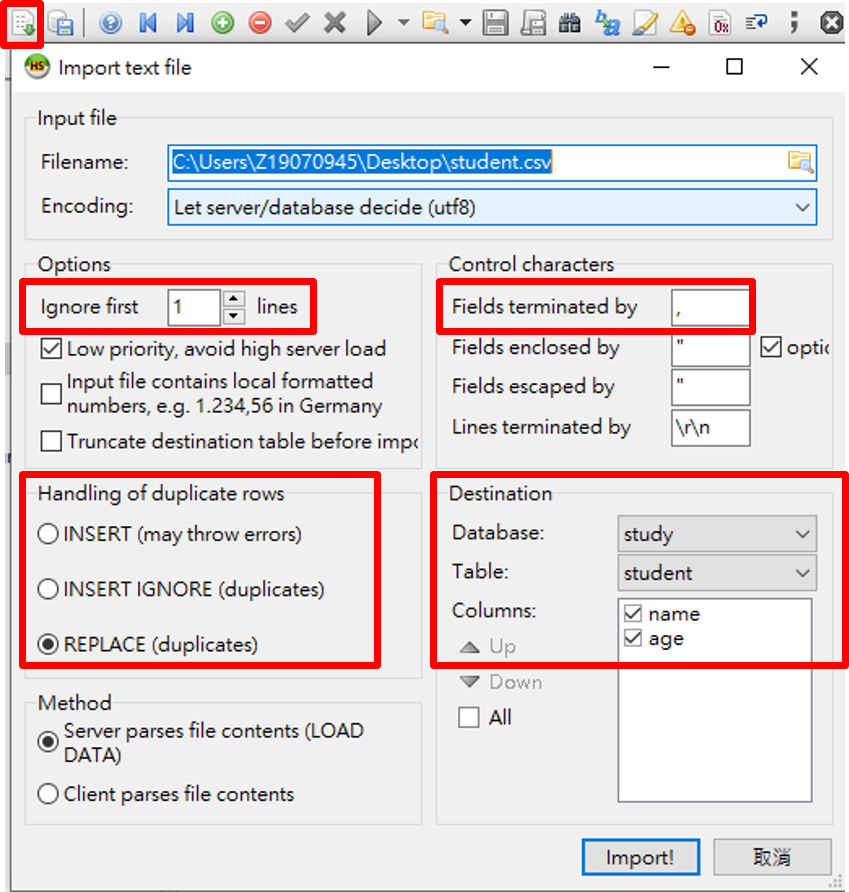 HS Import text file
Input file
Filename: C:\Users\Z19070945\Desktop\student.csv
Encoding: Let server/database decide (utf8)
Options
Ignore first 1 lines
Low priority, avoid high server load
Input file contains local formatted
numbers, e.g. 1.234,56 in Germany
Truncate destination table before impo
Control characters
Fields terminated by ,
Fields enclosed by " optio
Fields escaped by "
Lines terminated by \r\n
Handling of duplicate rows
INSERT (may throw errors)
INSERT IGNORE (duplicates)
REPLACE (duplicates)
Destination
Database: study
Table: student
Columns: name
age
Up
Down
All
Method
Server parses file contents (LOAD
DATA)
Client parses file contents
Import! 取消